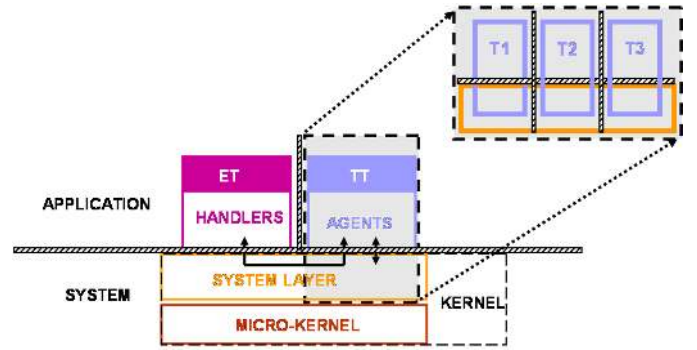 T1 T2 T3
ET TT
APPLICATION HANDLERS AGENTS
SYSTEM LAYER
SYSTEM KERNEL
MICRO-KERNEL